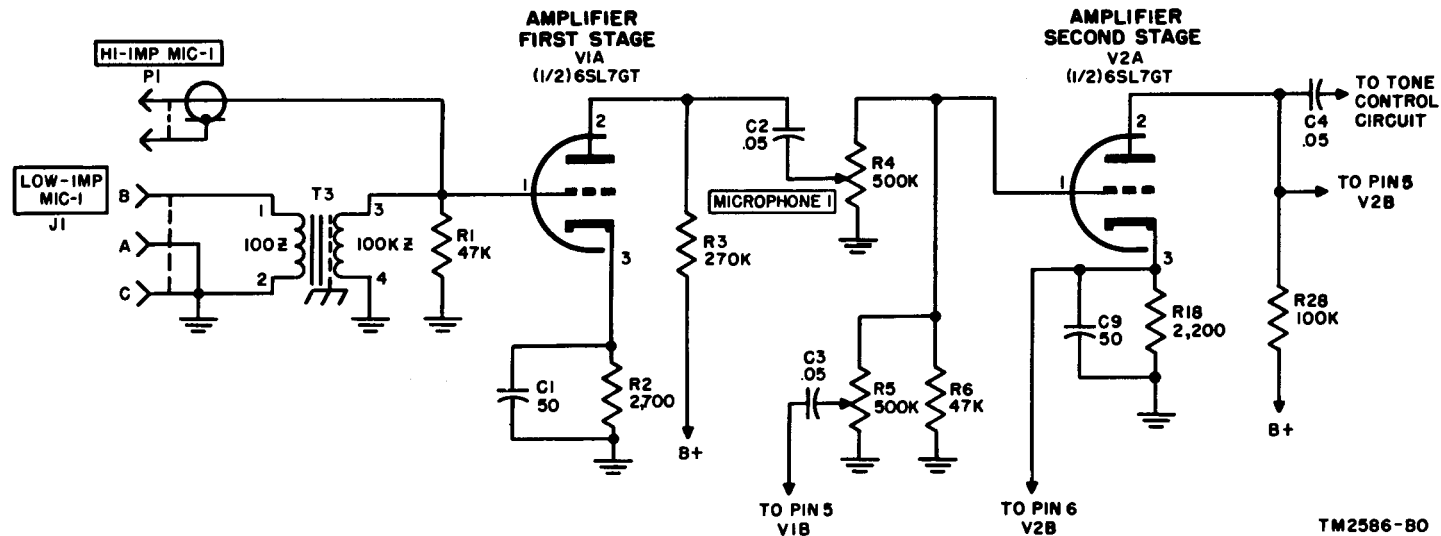 AMPLIFIER
FIRST STAGE
V1A
(1/2)6SL7GT
AMPLIFIER
SECOND STAGE
V2A
(1/2)6SL7GT
HI-IMP MIC-1
P1
LOW-IMP
MIC-1
J1
B
A
C
T3
1
2
3
4
100Z
100KZ
R1
47K
1
2
3
C1
50
R2
2,700
R3
270K
B+
C2
.05
MICROPHONE 1
R4
500K
C3
.05
R5
500K
R6
47K
TO PIN 5
V1B
1
2
3
C9
50
R18
2,200
TO PIN 6
V2B
C4
.05
TO TONE
CONTROL
CIRCUIT
TO PIN 5
V2B
R28
100K
B+
TM2586-80